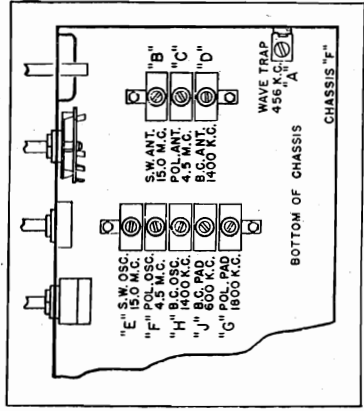 "B"
S.W. ANT.
15.0 M.C.
"C"
POL. ANT.
4.5 M.C.
"D"
B.C. ANT.
1400 K.C.
"E" S.W. OSC.
15.0 M.C.
"F" POL. OSC.
4.5 M.C.
"H" B.C. OSC.
1400 K.C.
"J" B.C. PAD
600 K.C.
"G" POL. PAD
1800 K.C.
WAVE TRAP
456 K.C.
"A"
BOTTOM OF CHASSIS
CHASSIS "F"